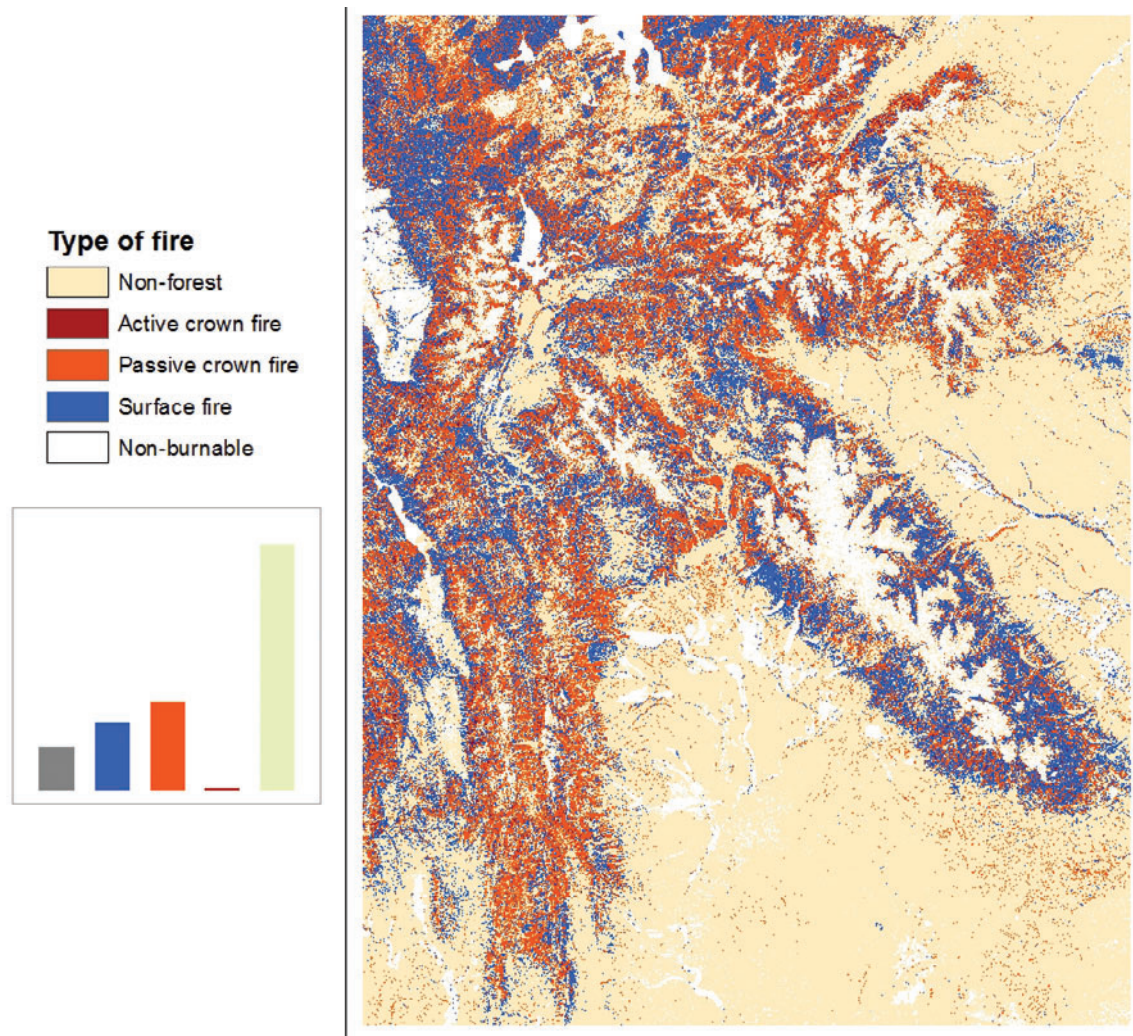 Type of fire
Non-forest
Active crown fire
Passive crown fire
Surface fire
Non-burnable